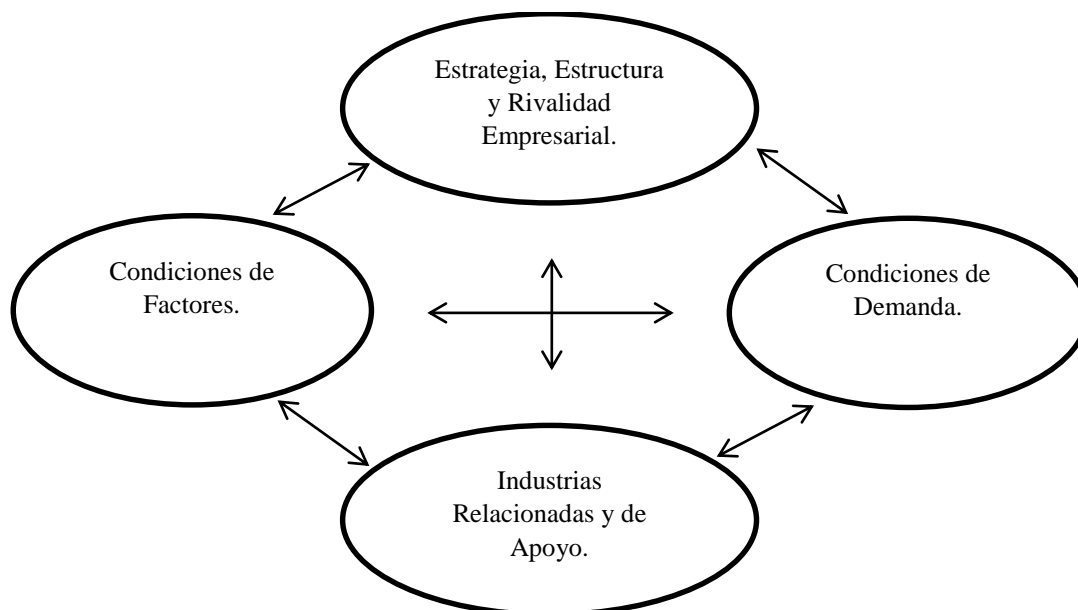 Estrategia, Estructura
y Rivalidad
Empresarial.
Condiciones de
Factores.
Condiciones de
Demanda.
Industrias
Relacionadas y de
Apoyo.